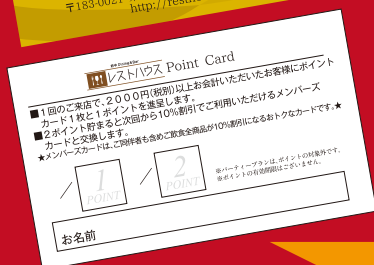 〒183-0021
http://rest
レストハウス Point Card
■1回のご来店で、2000円(税別)以上お会計いただいたお客様にポイント
カード1枚と1ポイントを進呈します。
■2ポイント貯まると次回から10%割引でご利用いただけるメンバーズ
カードと交換します。
★メンバーズカードは、ご同伴者も含めご飲食全商品が10%割引になるおトクなカードです。★
/ 1 POINT / 2 POINT
※パーティープランは、ポイントの対象外です。
※ポイントの有効期限はございません。
お名前